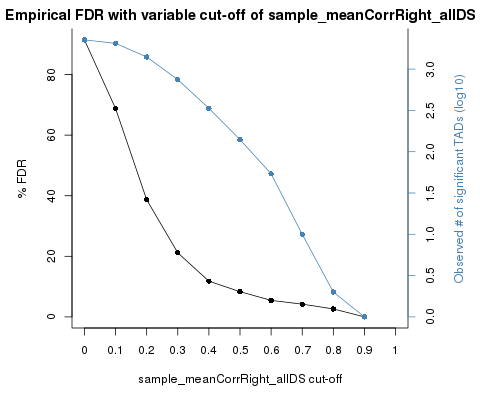 Empirical FDR with variable cut-off of sample_meanCorrRight_allDS
% FDR
0 20 40 60 80
0 0.1 0.2 0.3 0.4 0.5 0.6 0.7 0.8 0.9 1
sample_meanCorrRight_allDS cut-off
0.0 0.5 1.0 1.5 2.0 2.5 3.0
Observed # of significant TADs (log10)